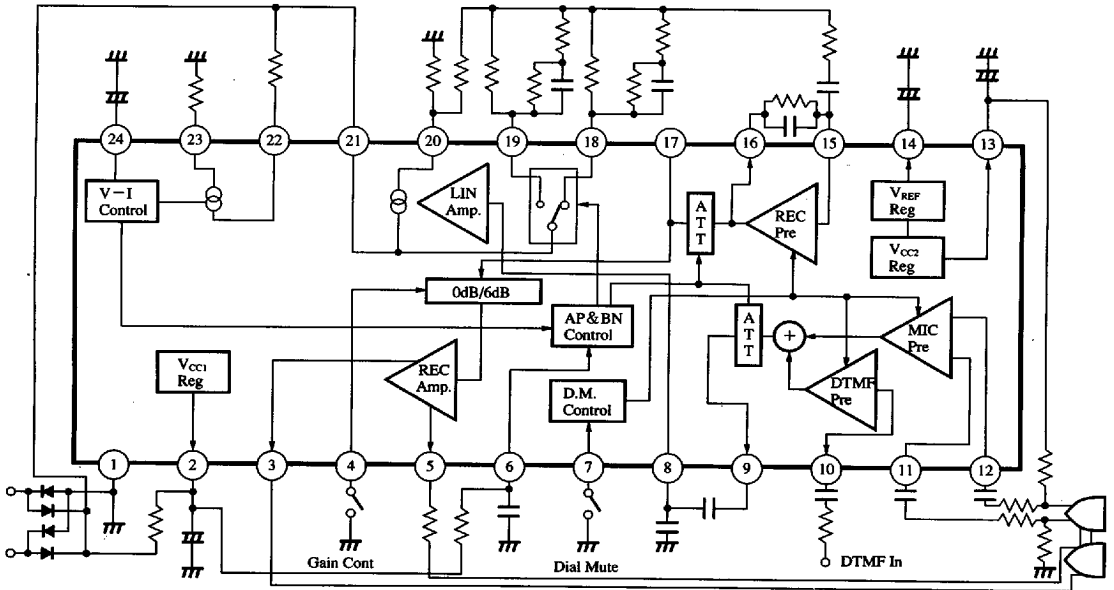 24
23
22
21
20
19
18
17
16
15
14
13
V−I
Control
LIN
Amp.
A
T
T
REC
Pre
VREF
Reg
VCC2
Reg
0dB/6dB
AP&BN
Control
A
T
T
+
MIC
Pre
VCC1
Reg
REC
Amp.
D.M.
Control
DTMF
Pre
1
2
3
4
5
6
7
8
9
10
11
12
Gain Cont
Dial Mute
DTMF In